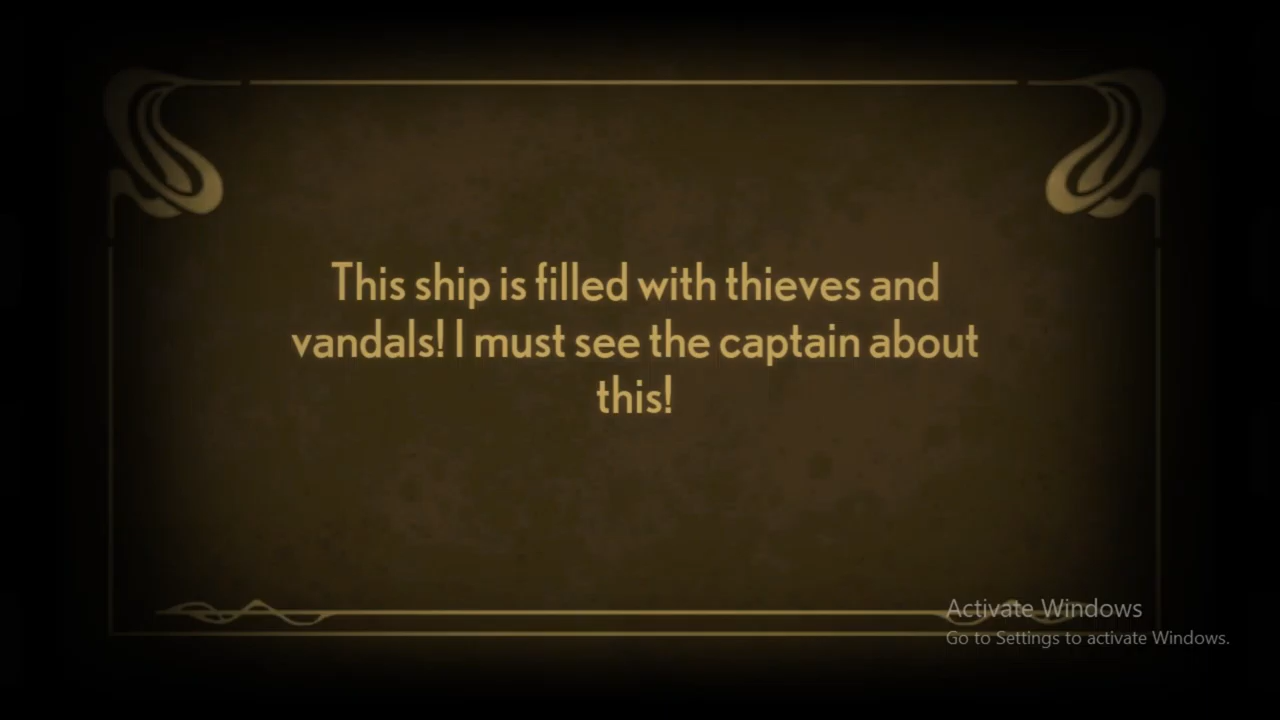 This ship is filled with thieves and
vandals! I must see the captain about
this!
Activate Windows
Go to Settings to activate Windows.